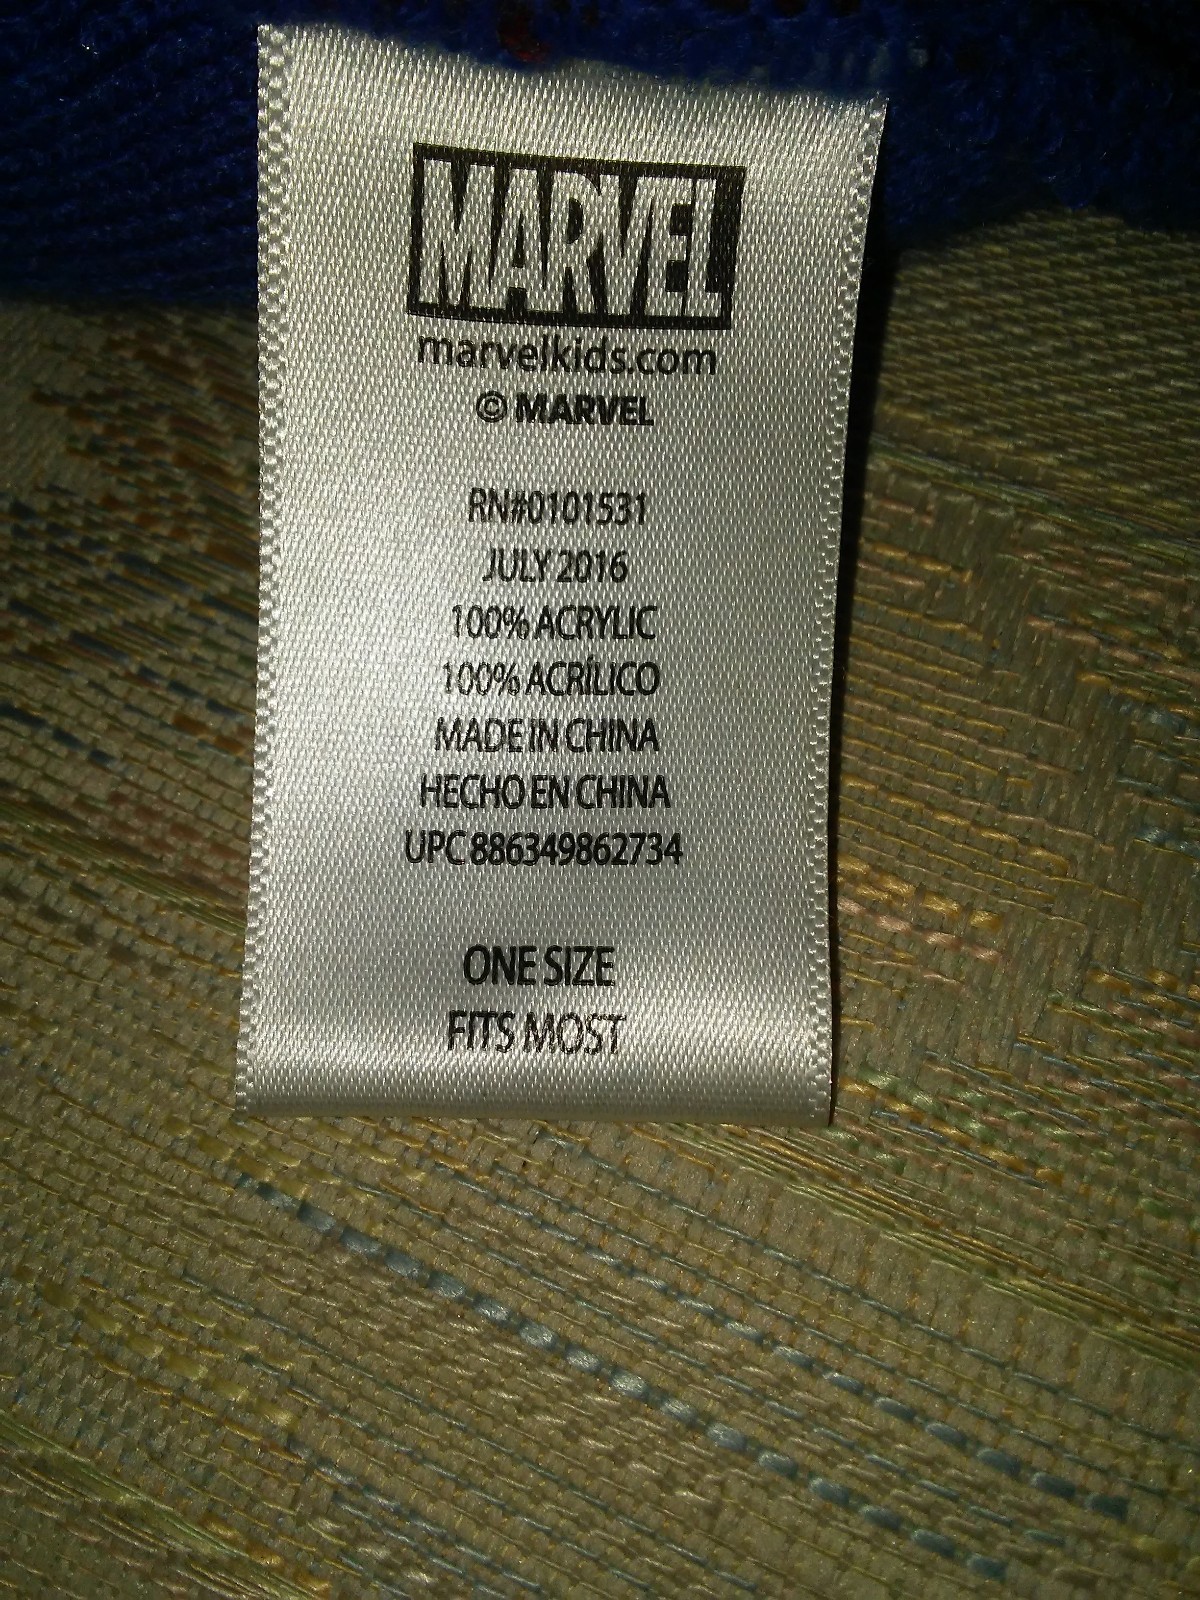 MARVEL
marvelkids.com
© MARVEL
RN#0101531
JULY 2016
100% ACRYLIC
100% ACRÍLICO
MADE IN CHINA
HECHO EN CHINA
UPC 886349862734
ONE SIZE
FITS MOST